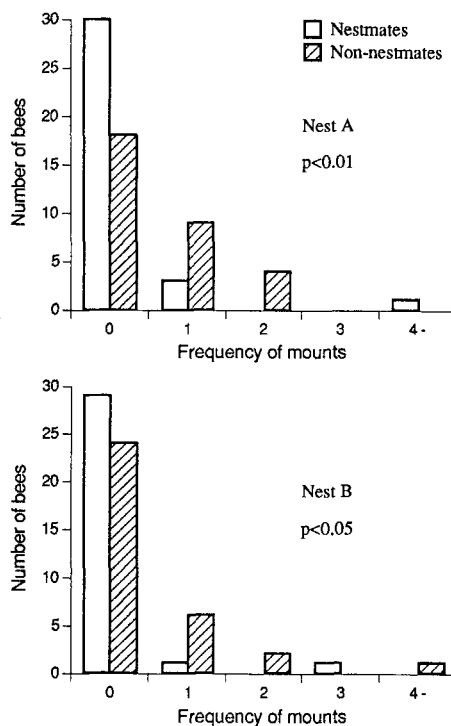 Nestmates
Non-nestmates
Nest A
p<0.01
Number of bees
30
25
20
15
10
5
0
0 1 2 3 4-
Frequency of mounts
Nest B
p<0.05
Number of bees
30
25
20
15
10
5
0
0 1 2 3 4-
Frequency of mounts